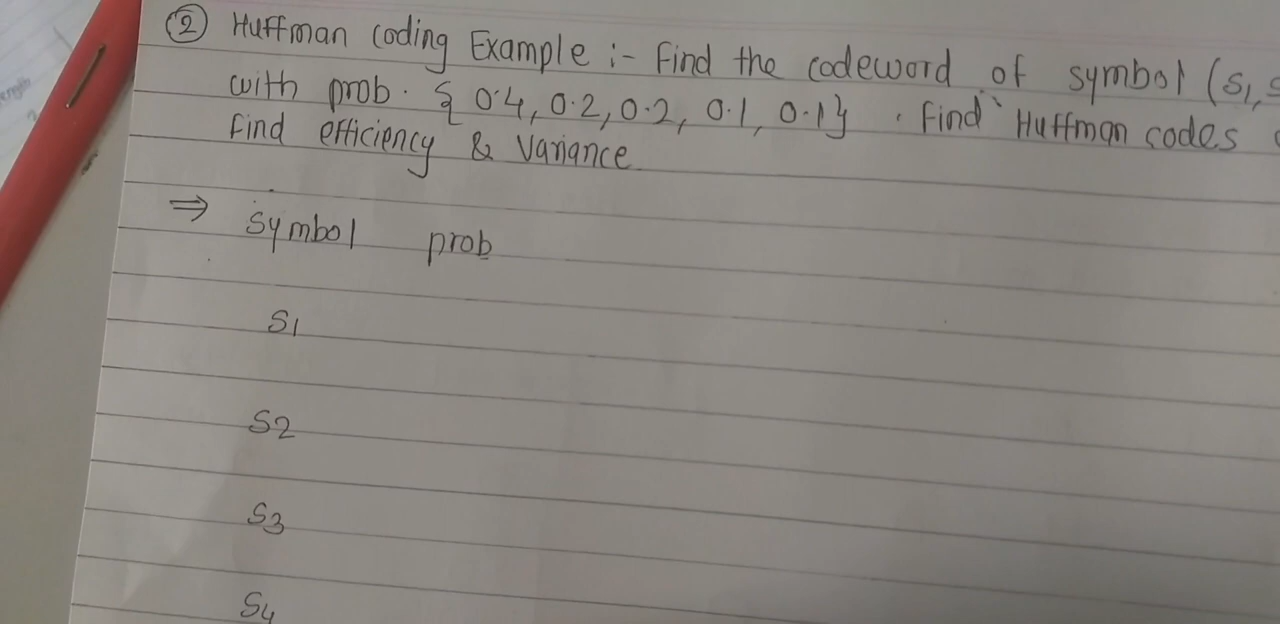 ② Huffman Coding Example :- Find the codeword of symbol (S1,
with prob. { 0.4, 0.2, 0.2, 0.1, 0.1} . Find Huffman codes
Find efficiency & Variance
⇒ Symbol prob
S1
S2
S3
S4